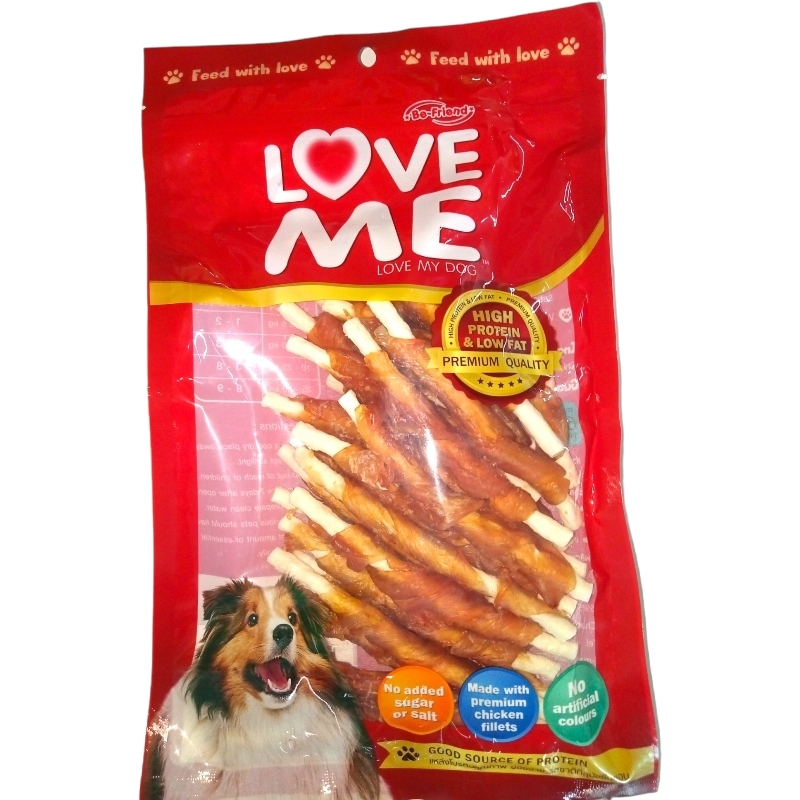 Feed with love
Feed with love
Be-Friend
LOVE
ME
LOVE MY DOG™
HIGH PROTEIN & LOW FAT • PREMIUM QUALITY
HIGH
PROTEIN
& LOW FAT
PREMIUM QUALITY
No added
sugar
or salt
Made with
premium
chicken
fillets
No
artificial
colours
GOOD SOURCE OF PROTEIN